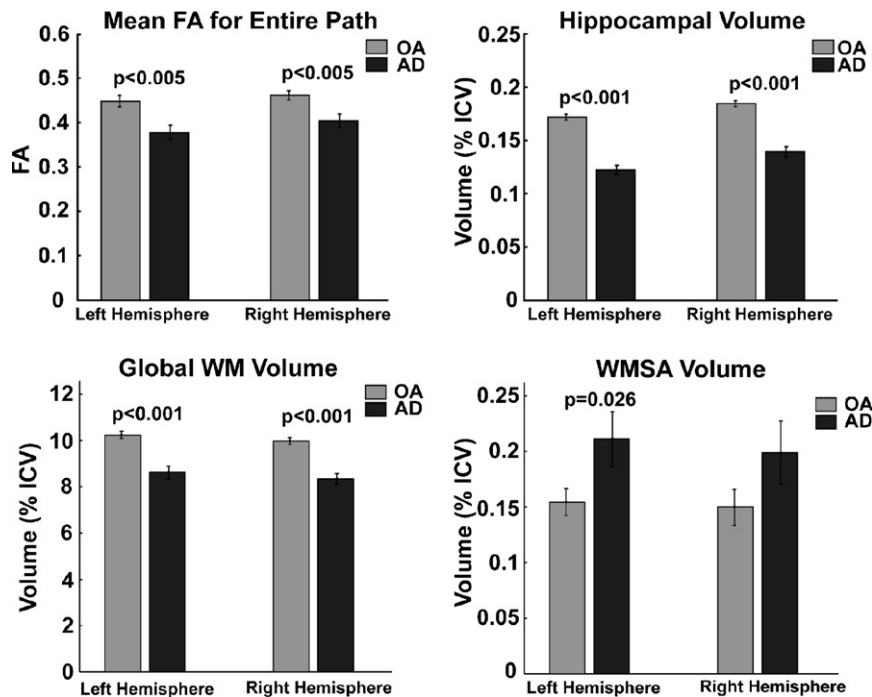 Mean FA for Entire Path
0.6
0.5
0.4
0.3
0.2
0.1
0
FA
OA
AD
p<0.005
p<0.005
Left Hemisphere
Right Hemisphere
Hippocampal Volume
0.25
0.2
0.15
0.1
0.05
0
Volume (% ICV)
OA
AD
p<0.001
p<0.001
Left Hemisphere
Right Hemisphere
Global WM Volume
12
10
8
6
4
2
0
Volume (% ICV)
OA
AD
p<0.001
p<0.001
Left Hemisphere
Right Hemisphere
WMSA Volume
0.25
0.2
0.15
0.1
0.05
0
Volume (% ICV)
OA
AD
p=0.026
Left Hemisphere
Right Hemisphere